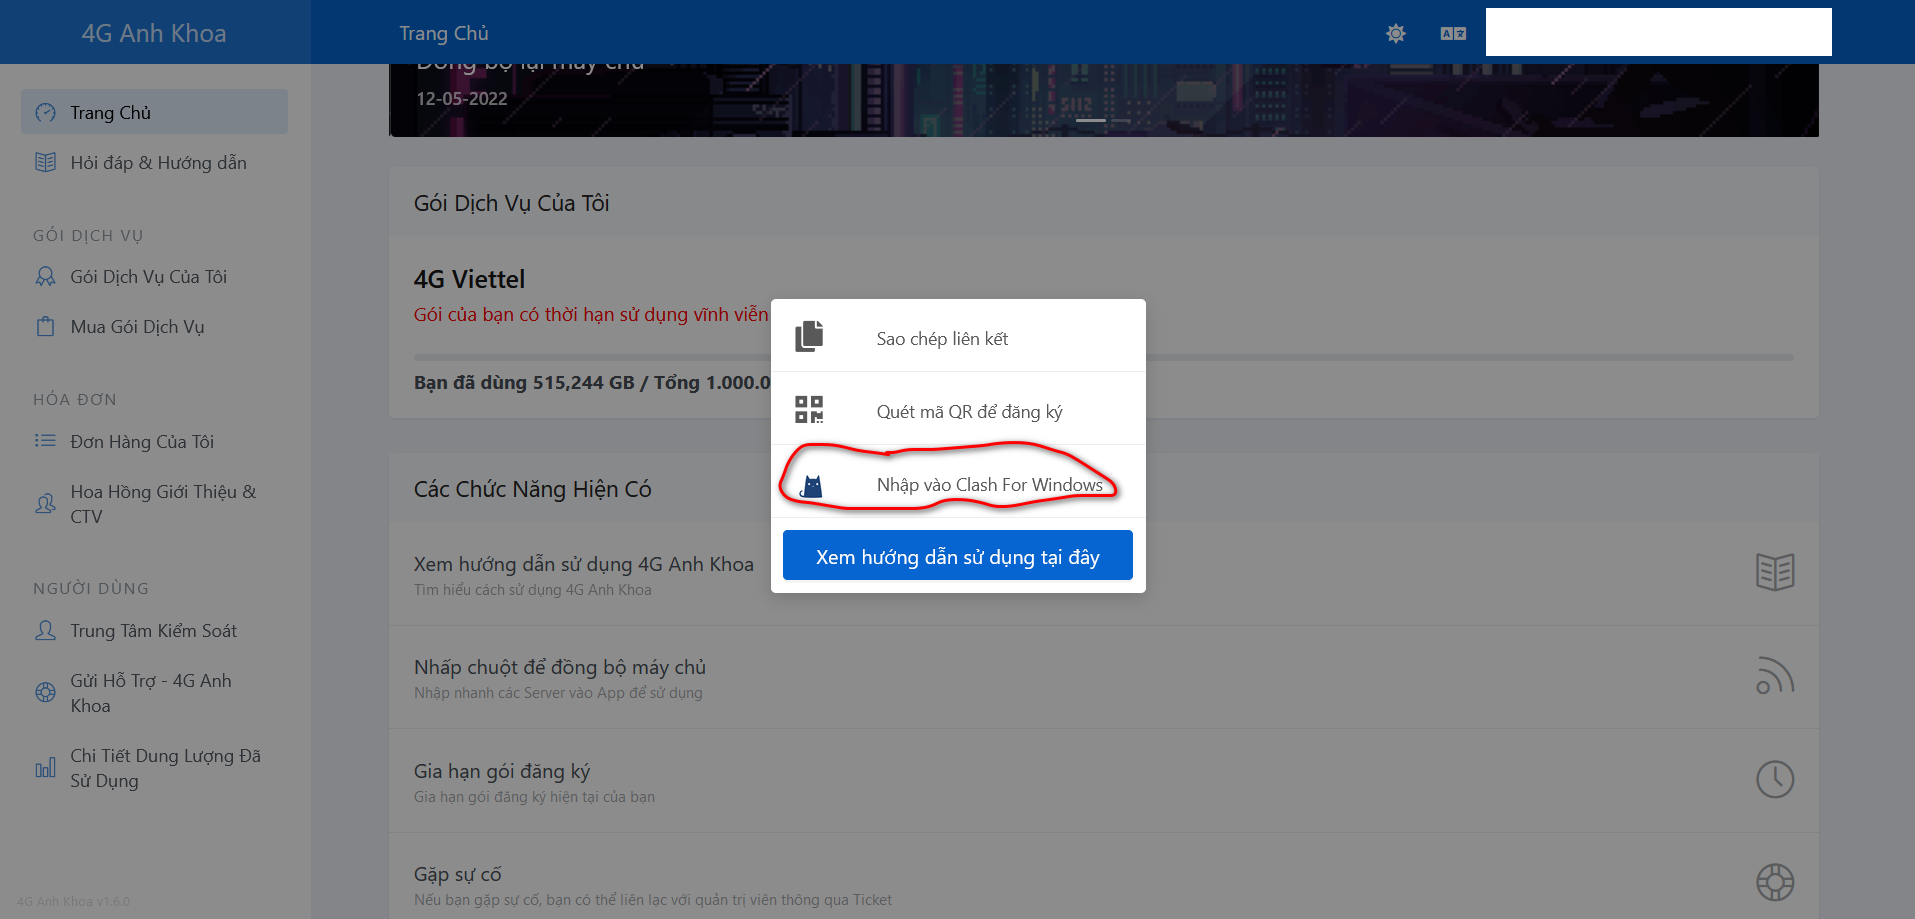 4G Anh Khoa
Trang Chủ
Trang Chủ
Hỏi đáp & Hướng dẫn
GÓI DỊCH VỤ
Gói Dịch Vụ Của Tôi
Mua Gói Dịch Vụ
HÓA ĐƠN
Đơn Hàng Của Tôi
Hoa Hồng Giới Thiệu &
CTV
NGƯỜI DÙNG
Trung Tâm Kiểm Soát
Gửi Hỗ Trợ - 4G Anh
Khoa
Chi Tiết Dung Lượng Đã
Sử Dụng
4G Anh Khoa v1.6.0
Đồng bộ lại máy chủ
12-05-2022
Gói Dịch Vụ Của Tôi
4G Viettel
Gói của bạn có thời hạn sử dụng vĩnh viễn
Bạn đã dùng 515,244 GB / Tổng 1.000.0
Sao chép liên kết
Quét mã QR để đăng ký
Nhập vào Clash For Windows
Xem hướng dẫn sử dụng tại đây
Các Chức Năng Hiện Có
Xem hướng dẫn sử dụng 4G Anh Khoa
Tìm hiểu cách sử dụng 4G Anh Khoa
Nhấp chuột để đồng bộ máy chủ
Nhập nhanh các Server vào App để sử dụng
Gia hạn gói đăng ký
Gia hạn gói đăng ký hiện tại của bạn
Gặp sự cố
Nếu bạn gặp sự cố, bạn có thể liên lạc với quản trị viên thông qua Ticket